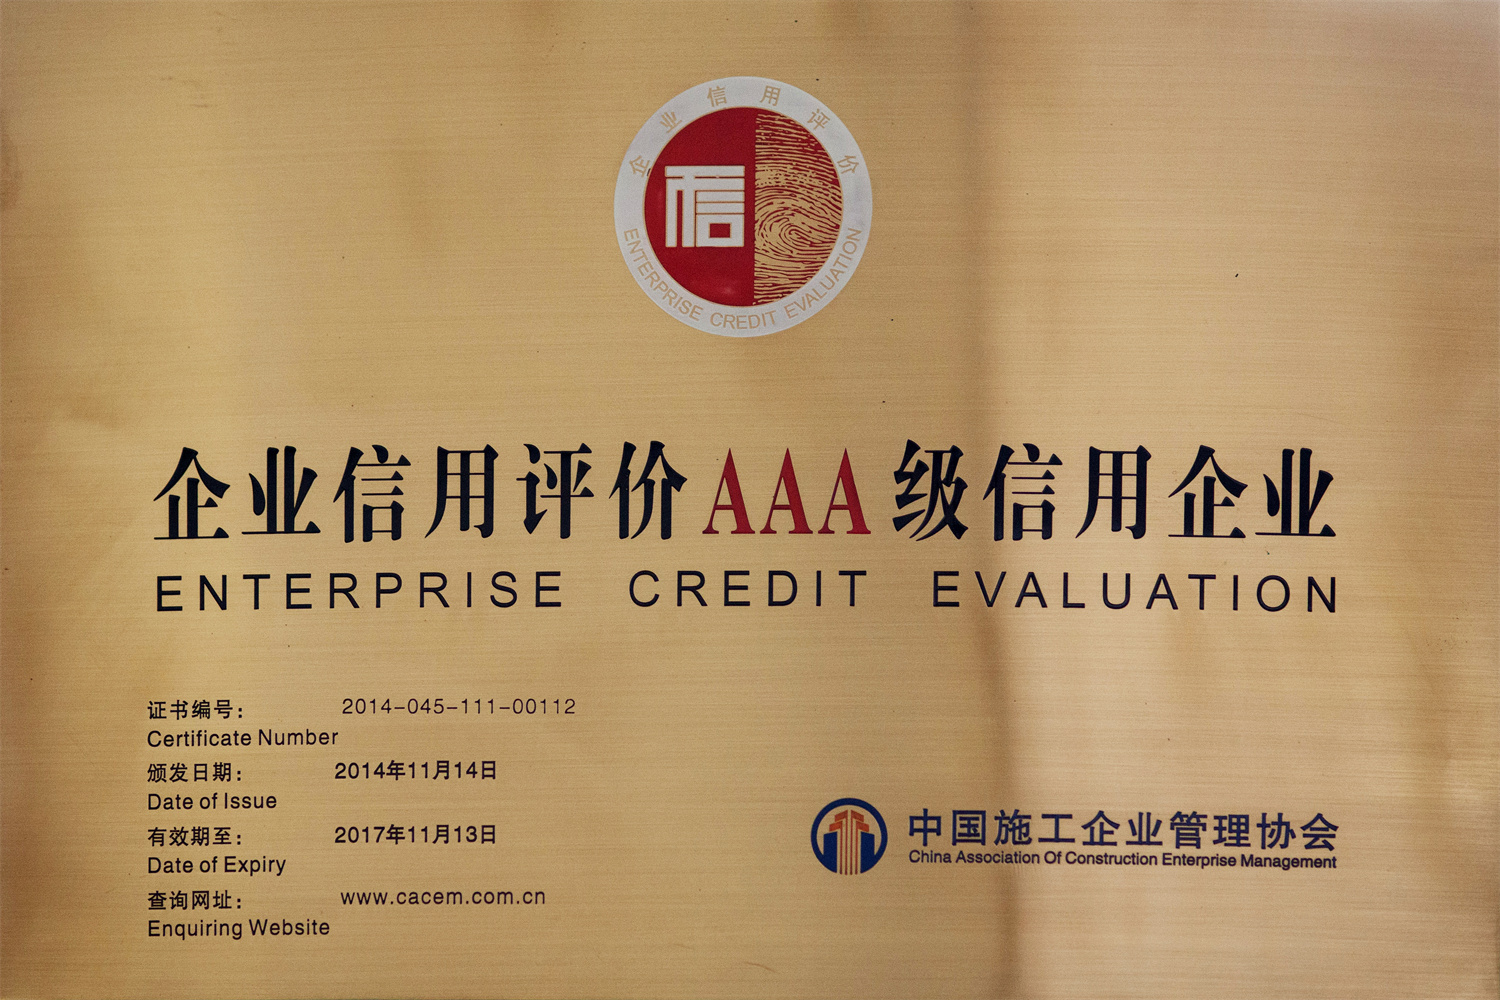 企业信用评价
信
ENTERPRISE CREDIT EVALUATION
企业信用评价AAA级信用企业
ENTERPRISE CREDIT EVALUATION
证书编号: 2014-045-111-00112
Certificate Number
颁发日期: 2014年11月14日
Date of Issue
有效期至: 2017年11月13日
Date of Expiry
查询网址: www.cacem.com.cn
Enquiring Website
中国施工企业管理协会
China Association Of Construction Enterprise Management